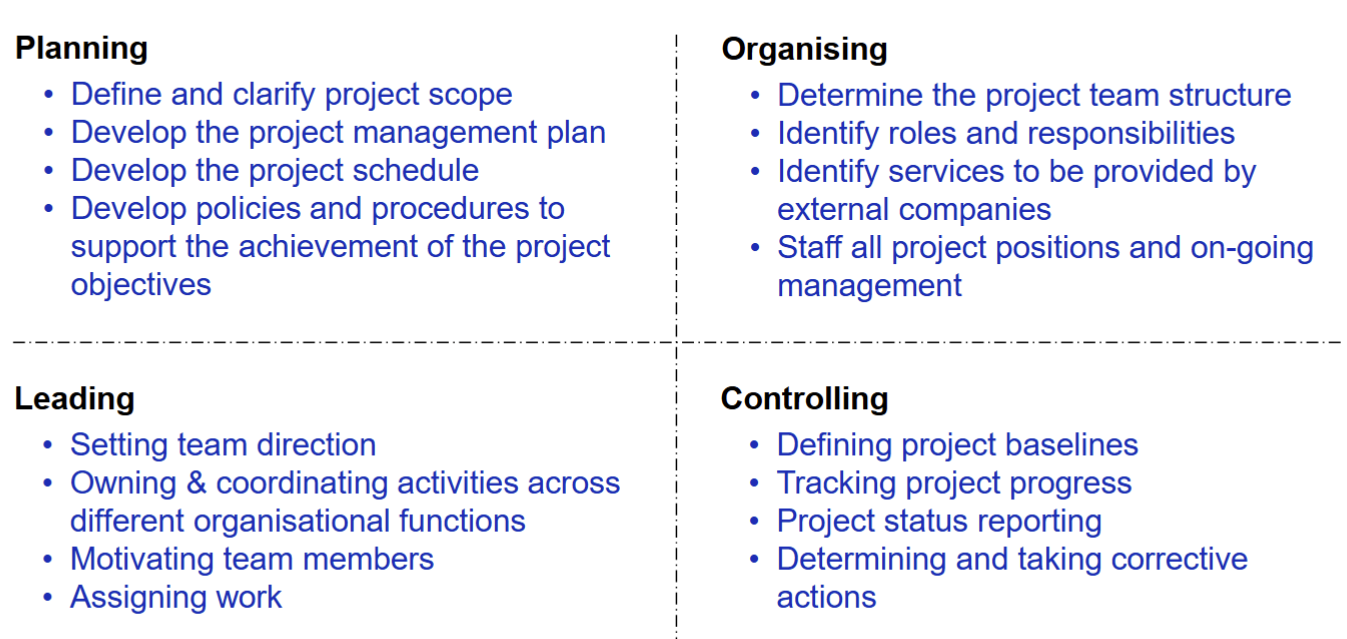 Planning
• Define and clarify project scope
• Develop the project management plan
• Develop the project schedule
• Develop policies and procedures to
support the achievement of the project
objectives
Organising
• Determine the project team structure
• Identify roles and responsibilities
• Identify services to be provided by
external companies
• Staff all project positions and on-going
management
Leading
• Setting team direction
• Owning & coordinating activities across
different organisational functions
• Motivating team members
• Assigning work
Controlling
• Defining project baselines
• Tracking project progress
• Project status reporting
• Determining and taking corrective
actions